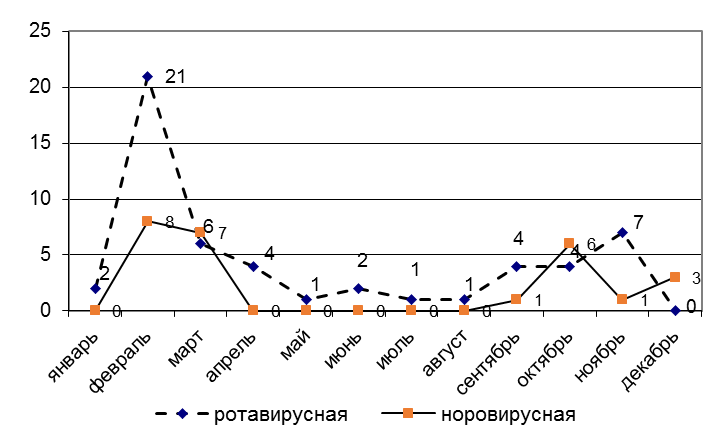 25
21
20
15
10
8
6
7
7
5
4
2
4
6
4
3
2
1
1
1
1
1
0
0
0
0
0
0
0
0
январь
февраль
март
апрель
май
июнь
июль
август
сентябрь
октябрь
ноябрь
декабрь
ротавирусная
норовирусная